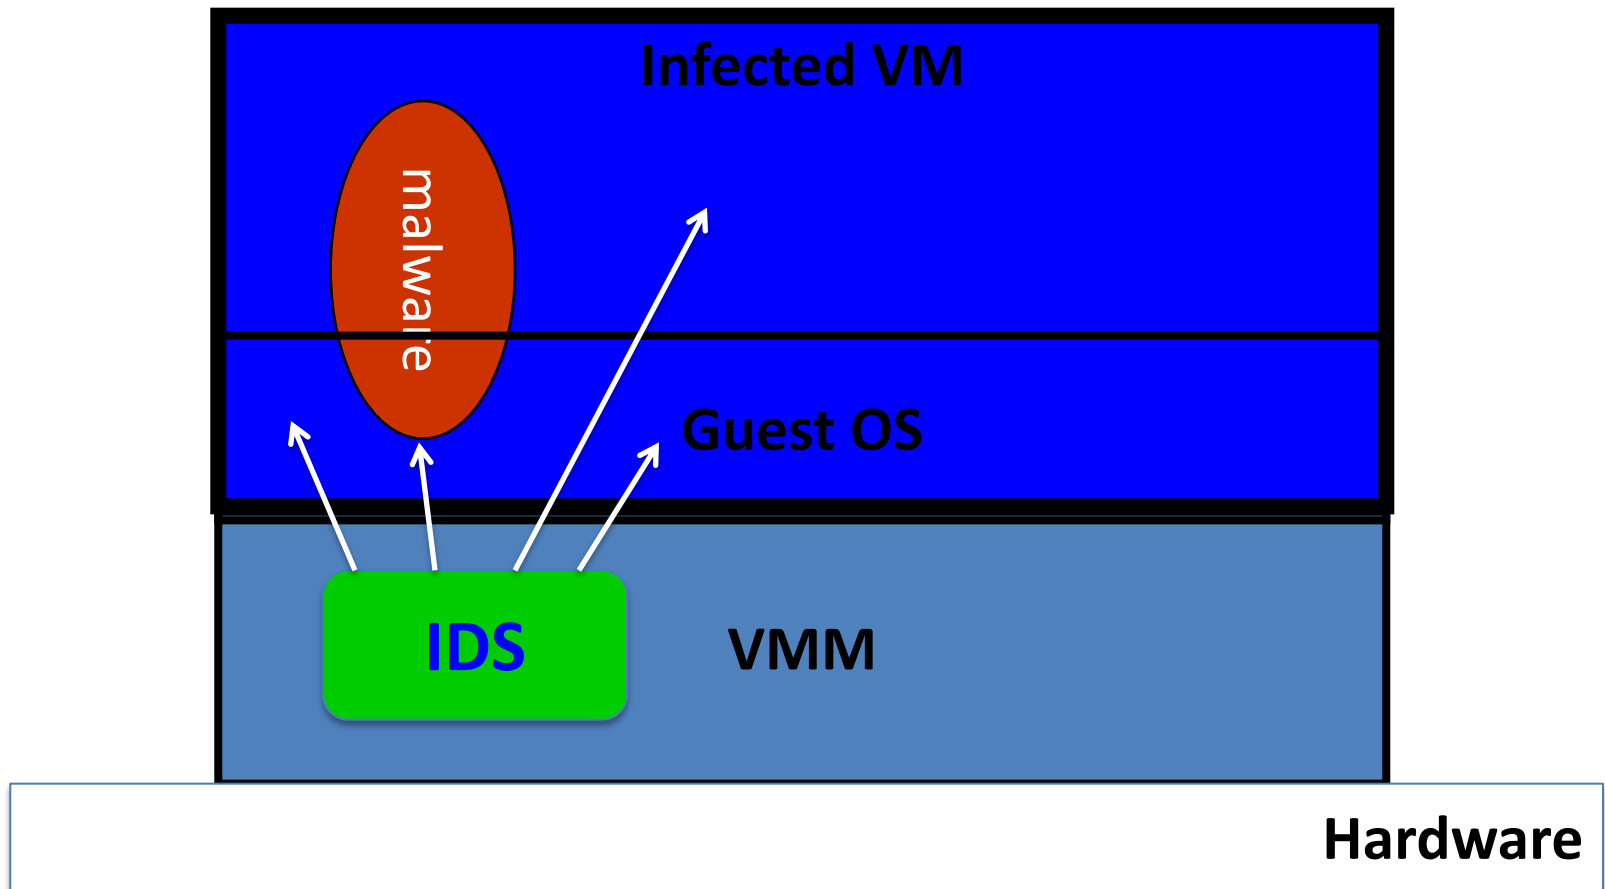 Infected VM
malware
Guest OS
IDS
VMM
Hardware